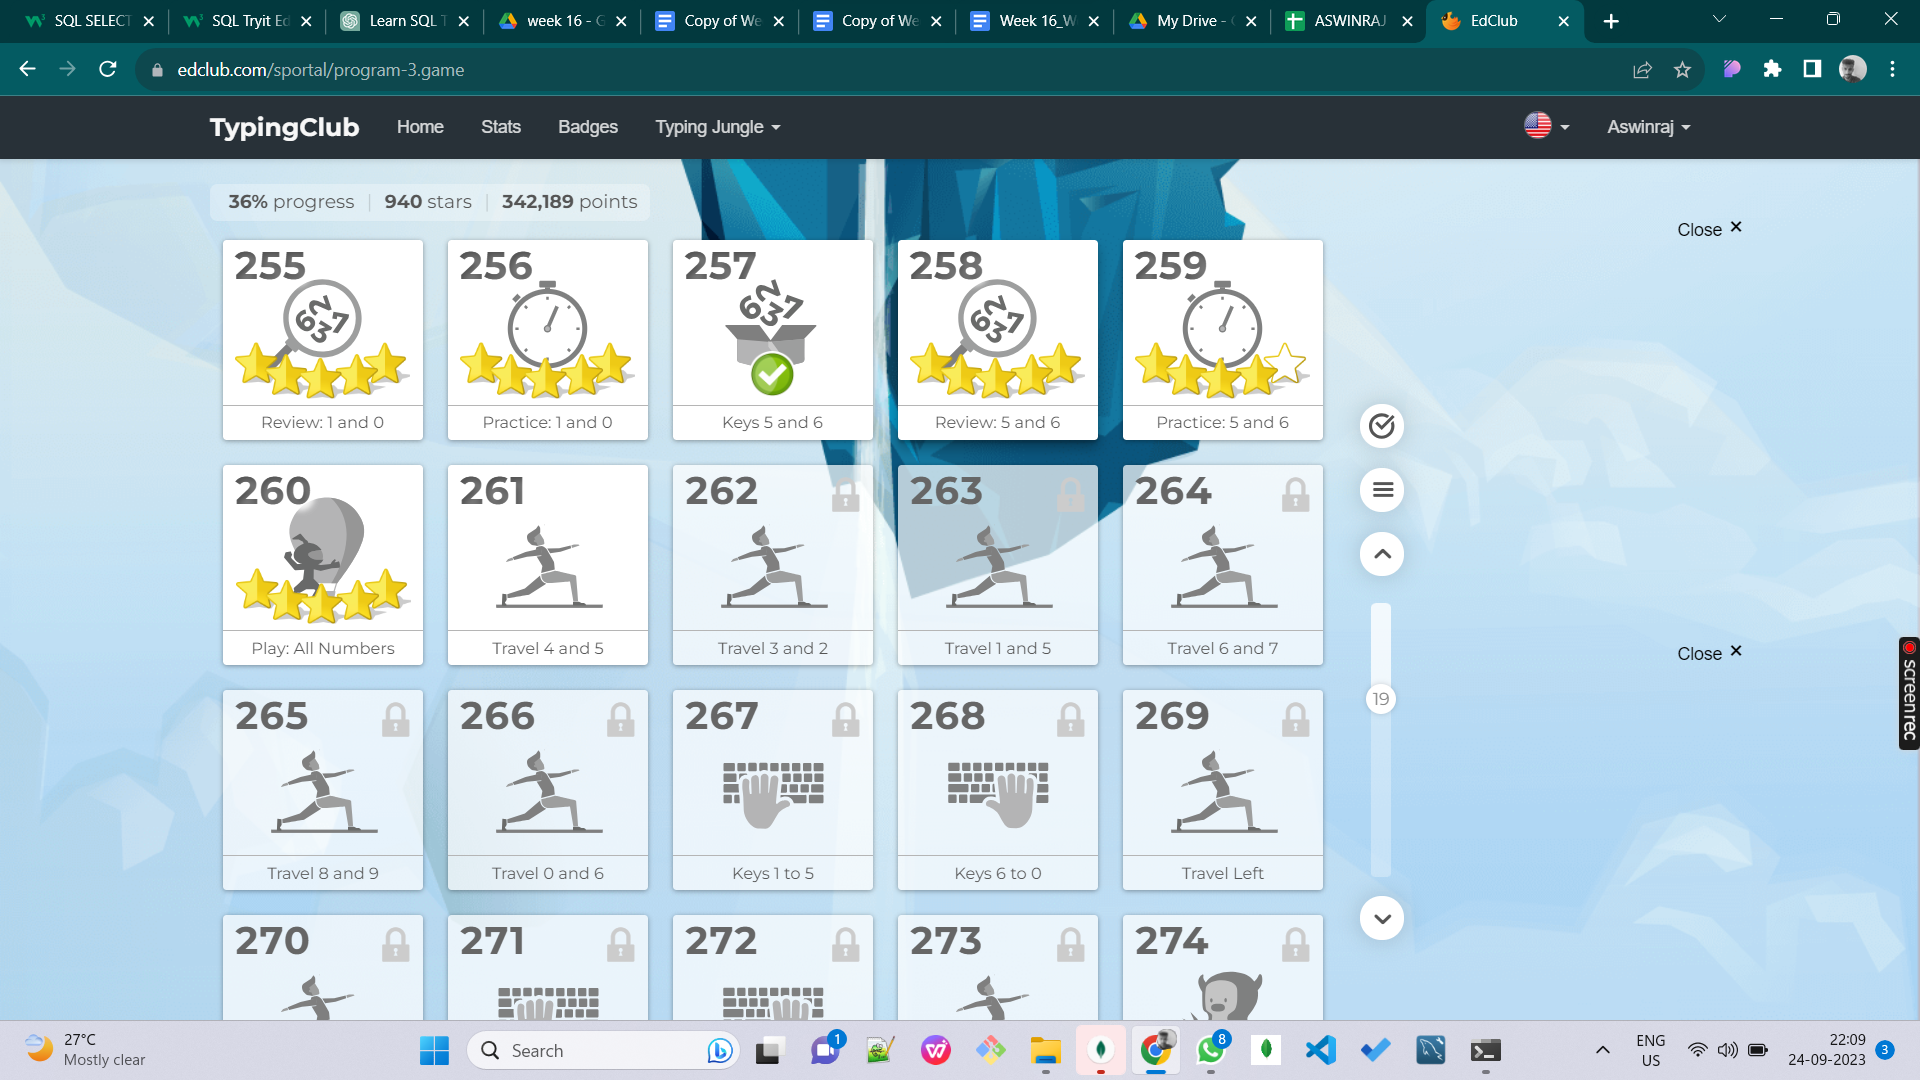 SQL SELECT
SQL Tryit Ed
Learn SQL T
week 16 - G
Copy of We
Copy of We
Week 16_W
My Drive -
ASWINRAJ
EdClub
edclub.com/sportal/program-3.game
TypingClub
Home
Stats
Badges
Typing Jungle
Aswinraj
36% progress
940 stars
342,189 points
Close
255
256
257
258
259
Review: 1 and 0
Practice: 1 and 0
Keys 5 and 6
Review: 5 and 6
Practice: 5 and 6
260
261
262
263
264
Play: All Numbers
Travel 4 and 5
Travel 3 and 2
Travel 1 and 5
Travel 6 and 7
Close
screenrec
19
265
266
267
268
269
Travel 8 and 9
Travel 0 and 6
Keys 1 to 5
Keys 6 to 0
Travel Left
270
271
272
273
274
27°C
Mostly clear
Search
1
8
ENG
US
22:09
24-09-2023
3